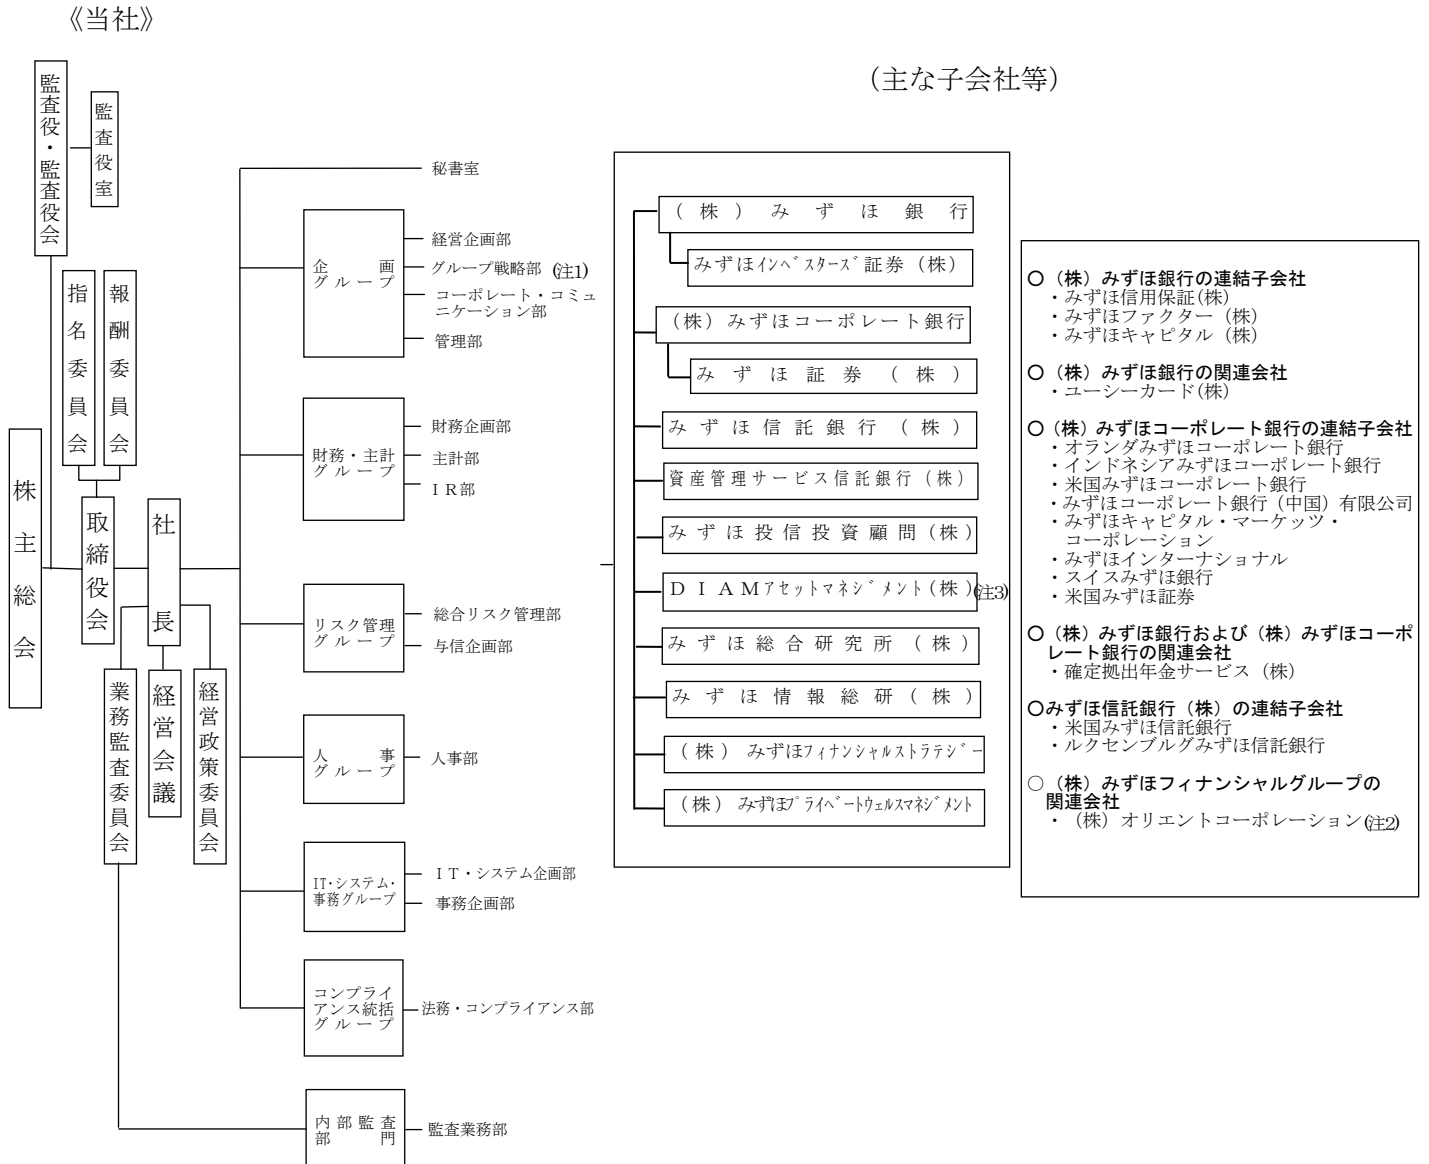 《当社》
(主な子会社等)
監査役・監査役会
監査役室
指名委員会
報酬委員会
株主総会
取締役会
社長
業務監査委員会
経営会議
経営政策委員会
秘書室
企画
グループ
経営企画部
グループ戦略部 (注1)
コーポレート・コミュ
ニケーション部
管理部
財務・主計
グループ
財務企画部
主計部
IR部
リスク管理
グループ
総合リスク管理部
与信企画部
人事
グループ
人事部
IT・システム・
事務グループ
IT・システム企画部
事務企画部
コンプライ
アンス統括
グループ
法務・コンプライアンス部
内部監査
部門
監査業務部
(株)みずほ銀行
みずほインベスターズ証券(株)
(株)みずほコーポレート銀行
みずほ証券(株)
みずほ信託銀行(株)
資産管理サービス信託銀行(株)
みずほ投信投資顧問(株)
DIAMアセットマネジメント(株)(注3)
みずほ総合研究所(株)
みずほ情報総研(株)
(株)みずほフィナンシャルストラテジー
(株)みずほプライベートウェルスマネジメント
○(株)みずほ銀行の連結子会社
・みずほ信用保証(株)
・みずほファクター(株)
・みずほキャピタル(株)
○(株)みずほ銀行の関連会社
・ユーシーカード(株)
○(株)みずほコーポレート銀行の連結子会社
・オランダみずほコーポレート銀行
・インドネシアみずほコーポレート銀行
・米国みずほコーポレート銀行
・みずほコーポレート銀行(中国)有限公司
・みずほキャピタル・マーケッツ・
コーポレーション
・みずほインターナショナル
・スイスみずほ銀行
・米国みずほ証券
○(株)みずほ銀行および(株)みずほコーポ
レート銀行の関連会社
・確定拠出年金サービス(株)
○みずほ信託銀行(株)の連結子会社
・米国みずほ信託銀行
・ルクセンブルグみずほ信託銀行
○(株)みずほフィナンシャルグループの
関連会社
・(株)オリエントコーポレーション(注2)